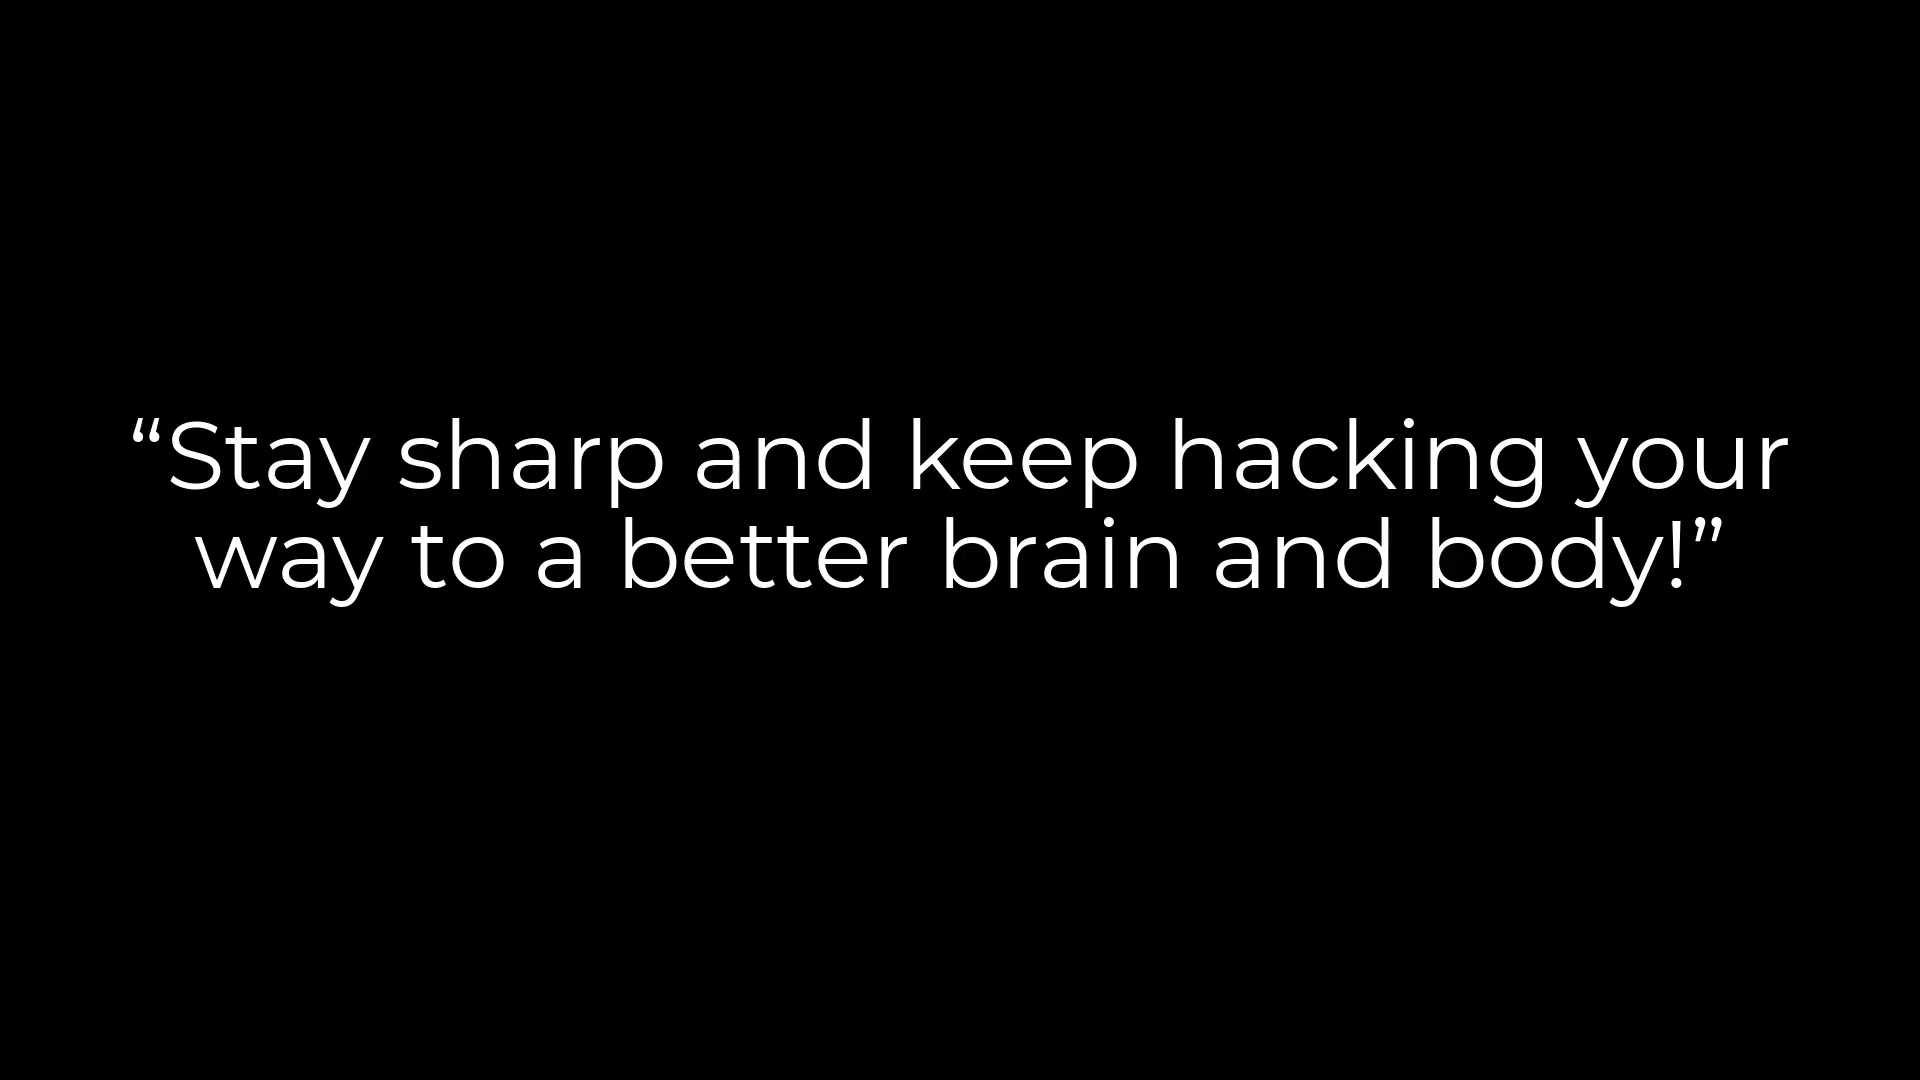 “Stay sharp and keep hacking your
way to a better brain and body!”